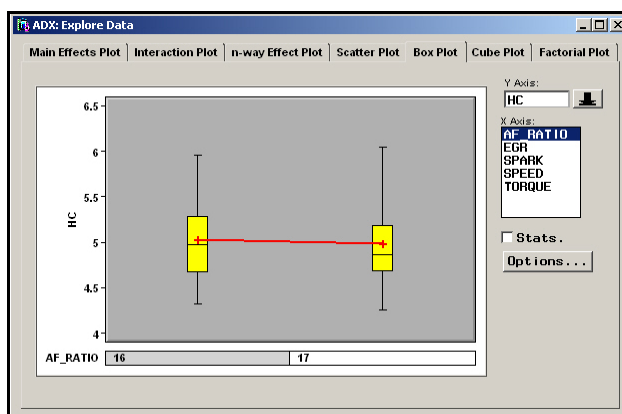 ADX: Explore Data
Main Effects Plot Interaction Plot n-way Effect Plot Scatter Plot Box Plot Cube Plot Factorial Plot
Y Axis:
HC
X Axis:
AF_RATIO
EGR
SPARK
SPEED
TORQUE
Stats.
Options...
6.5
6
5.5
HC
5
4.5
4
AF_RATIO 16 17